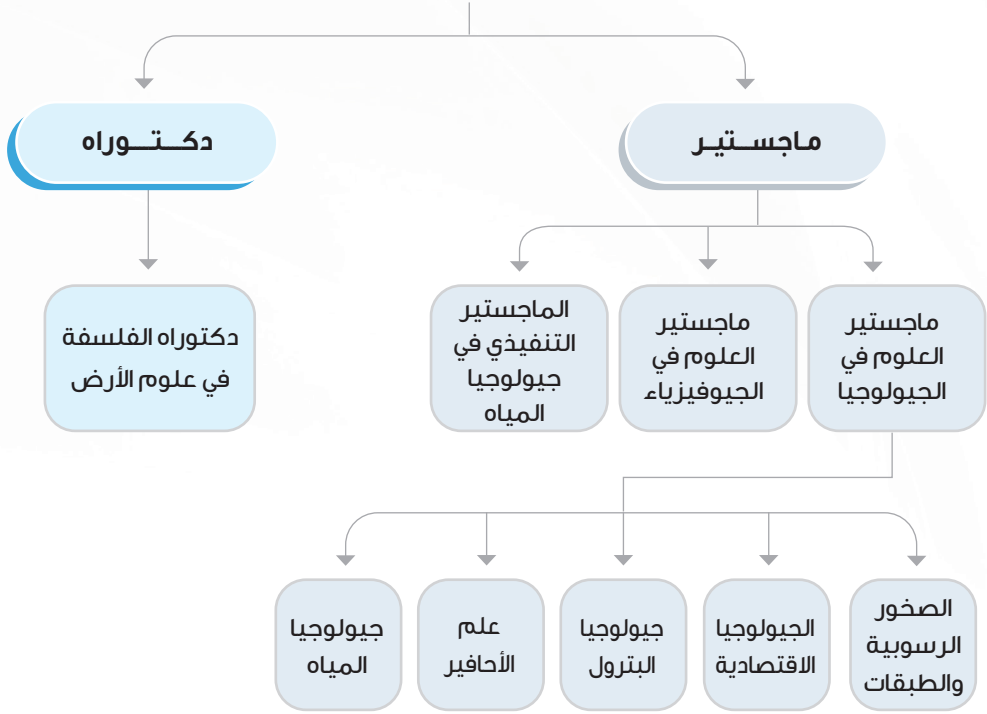 ماجستير
دكتوراه
ماجستير
العلوم في
الجيولوجيا
ماجستير
العلوم في
الجيوفيزياء
الماجستير
التنفيذي في
جيولوجيا
المياه
دكتوراه الفلسفة
في علوم الأرض
الصخور
الرسوبية
والطبقات
الجيولوجيا
الاقتصادية
جيولوجيا
البترول
علم
الأحافير
جيولوجيا
المياه